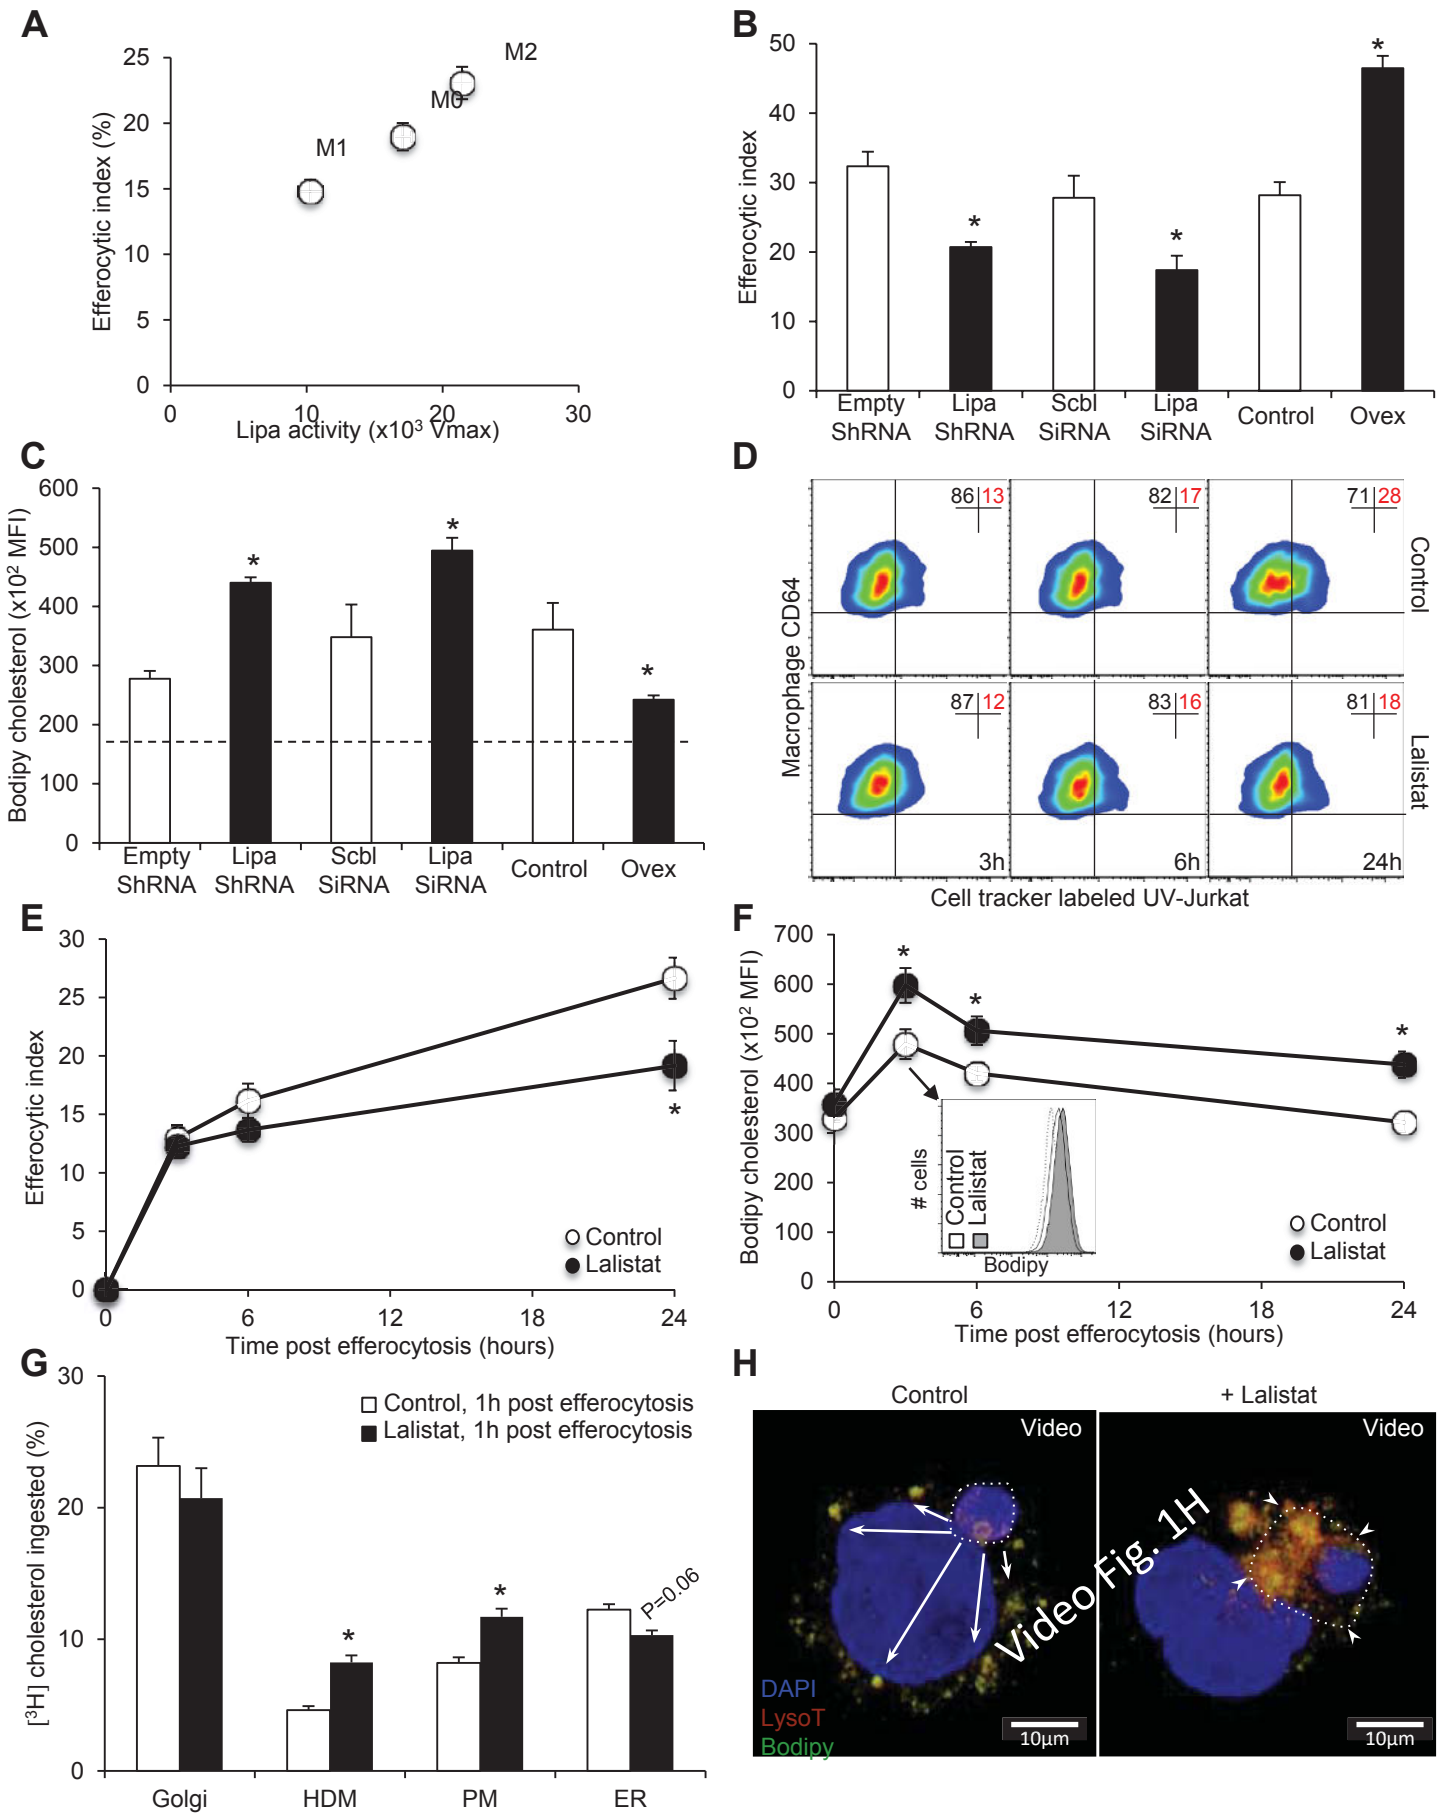 A
25
20
15
10
5
0
0
10
20
30
Efferocytic index (%)
Lipa activity (x10³ Vmax)
M1
M0
M2
B
50
40
30
20
10
0
Efferocytic index
*
*
*
Empty ShRNA
Lipa ShRNA
Scbl SiRNA
Lipa SiRNA
Control
Ovex
C
600
500
400
300
200
100
0
Bodipy cholesterol (x10² MFI)
*
*
*
Empty ShRNA
Lipa ShRNA
Scbl SiRNA
Lipa SiRNA
Control
Ovex
D
86 13
82 17
71 28
Control
87 12
83 16
81 18
Lalistat
3h
6h
24h
Macrophage CD64
Cell tracker labeled UV-Jurkat
E
30
25
20
15
10
5
0
0
6
12
18
24
Efferocytic index
*
Control
Lalistat
Time post efferocytosis (hours)
F
700
600
500
400
300
200
100
0
0
6
12
18
24
Bodipy cholesterol (x10² MFI)
*
*
*
# cells
Control
Lalistat
Bodipy
Control
Lalistat
Time post efferocytosis (hours)
G
30
20
10
0
[³H] cholesterol ingested (%)
Control, 1h post efferocytosis
Lalistat, 1h post efferocytosis
*
*
P=0.06
Golgi
HDM
PM
ER
H
Control
+ Lalistat
Video
Video
Video Fig. 1H
DAPI
LysoT
Bodipy
10µm
10µm